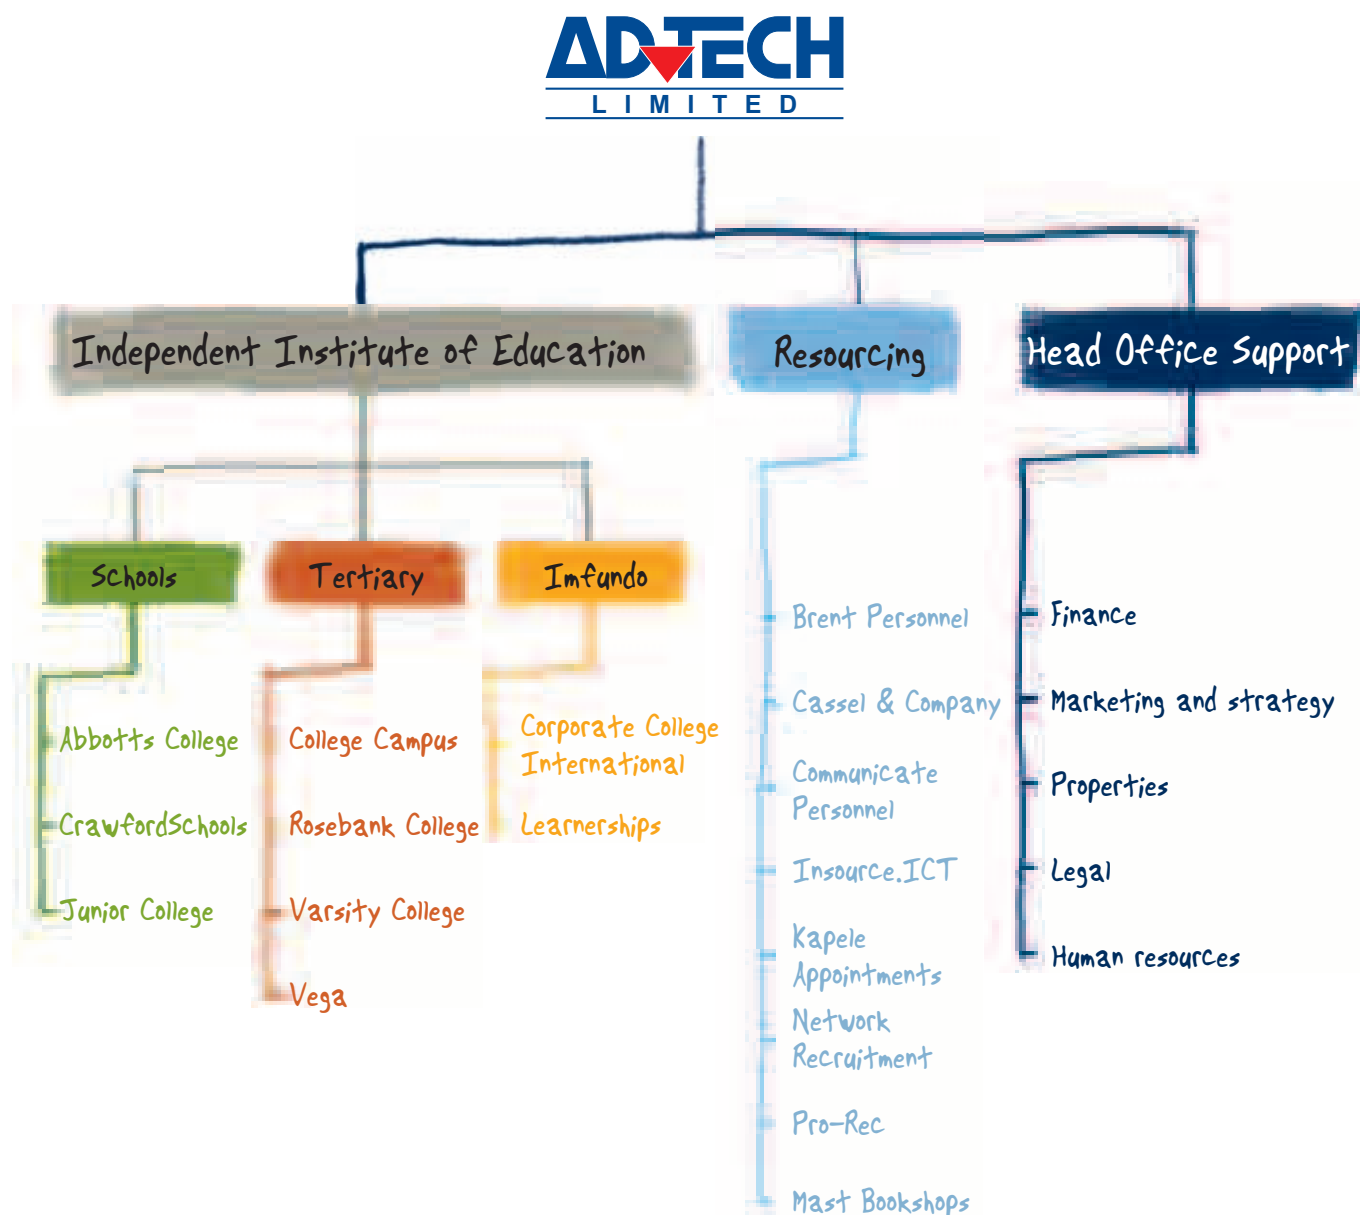 ADTECH
LIMITED
Independent Institute of Education
Resourcing
Head Office Support
Schools
Tertiary
Imfundo
Abbotts College
CrawfordSchools
Junior College
College Campus
Rosebank College
Varsity College
Vega
Corporate College
International
Learnerships
Brent Personnel
Cassel & Company
Communicate
Personnel
Insource.ICT
Kapele
Appointments
Network
Recruitment
Pro-Rec
Mast Bookshops
Finance
Marketing and strategy
Properties
Legal
Human resources